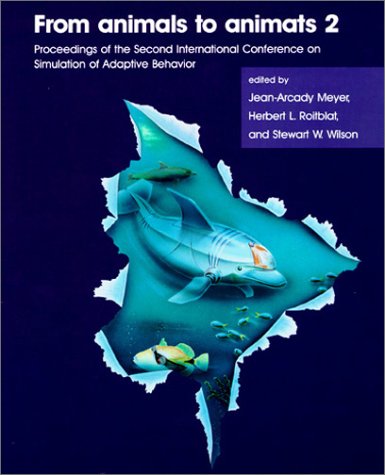 From animals to animats 2
Proceedings of the Second International Conference on
Simulation of Adaptive Behavior
edited by
Jean-Arcady Meyer,
Herbert L. Roitblat,
and Stewart W. Wilson